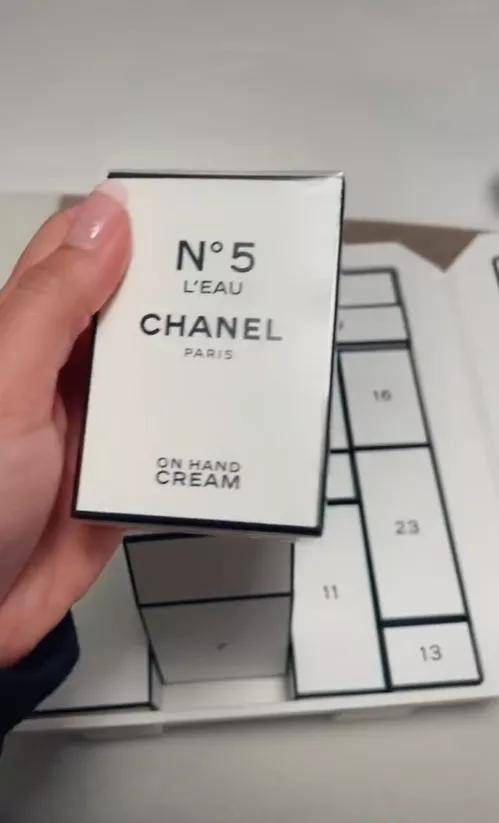 N°5
L'EAU
CHANEL
PARIS
ON HAND
CREAM
16
23
11
13